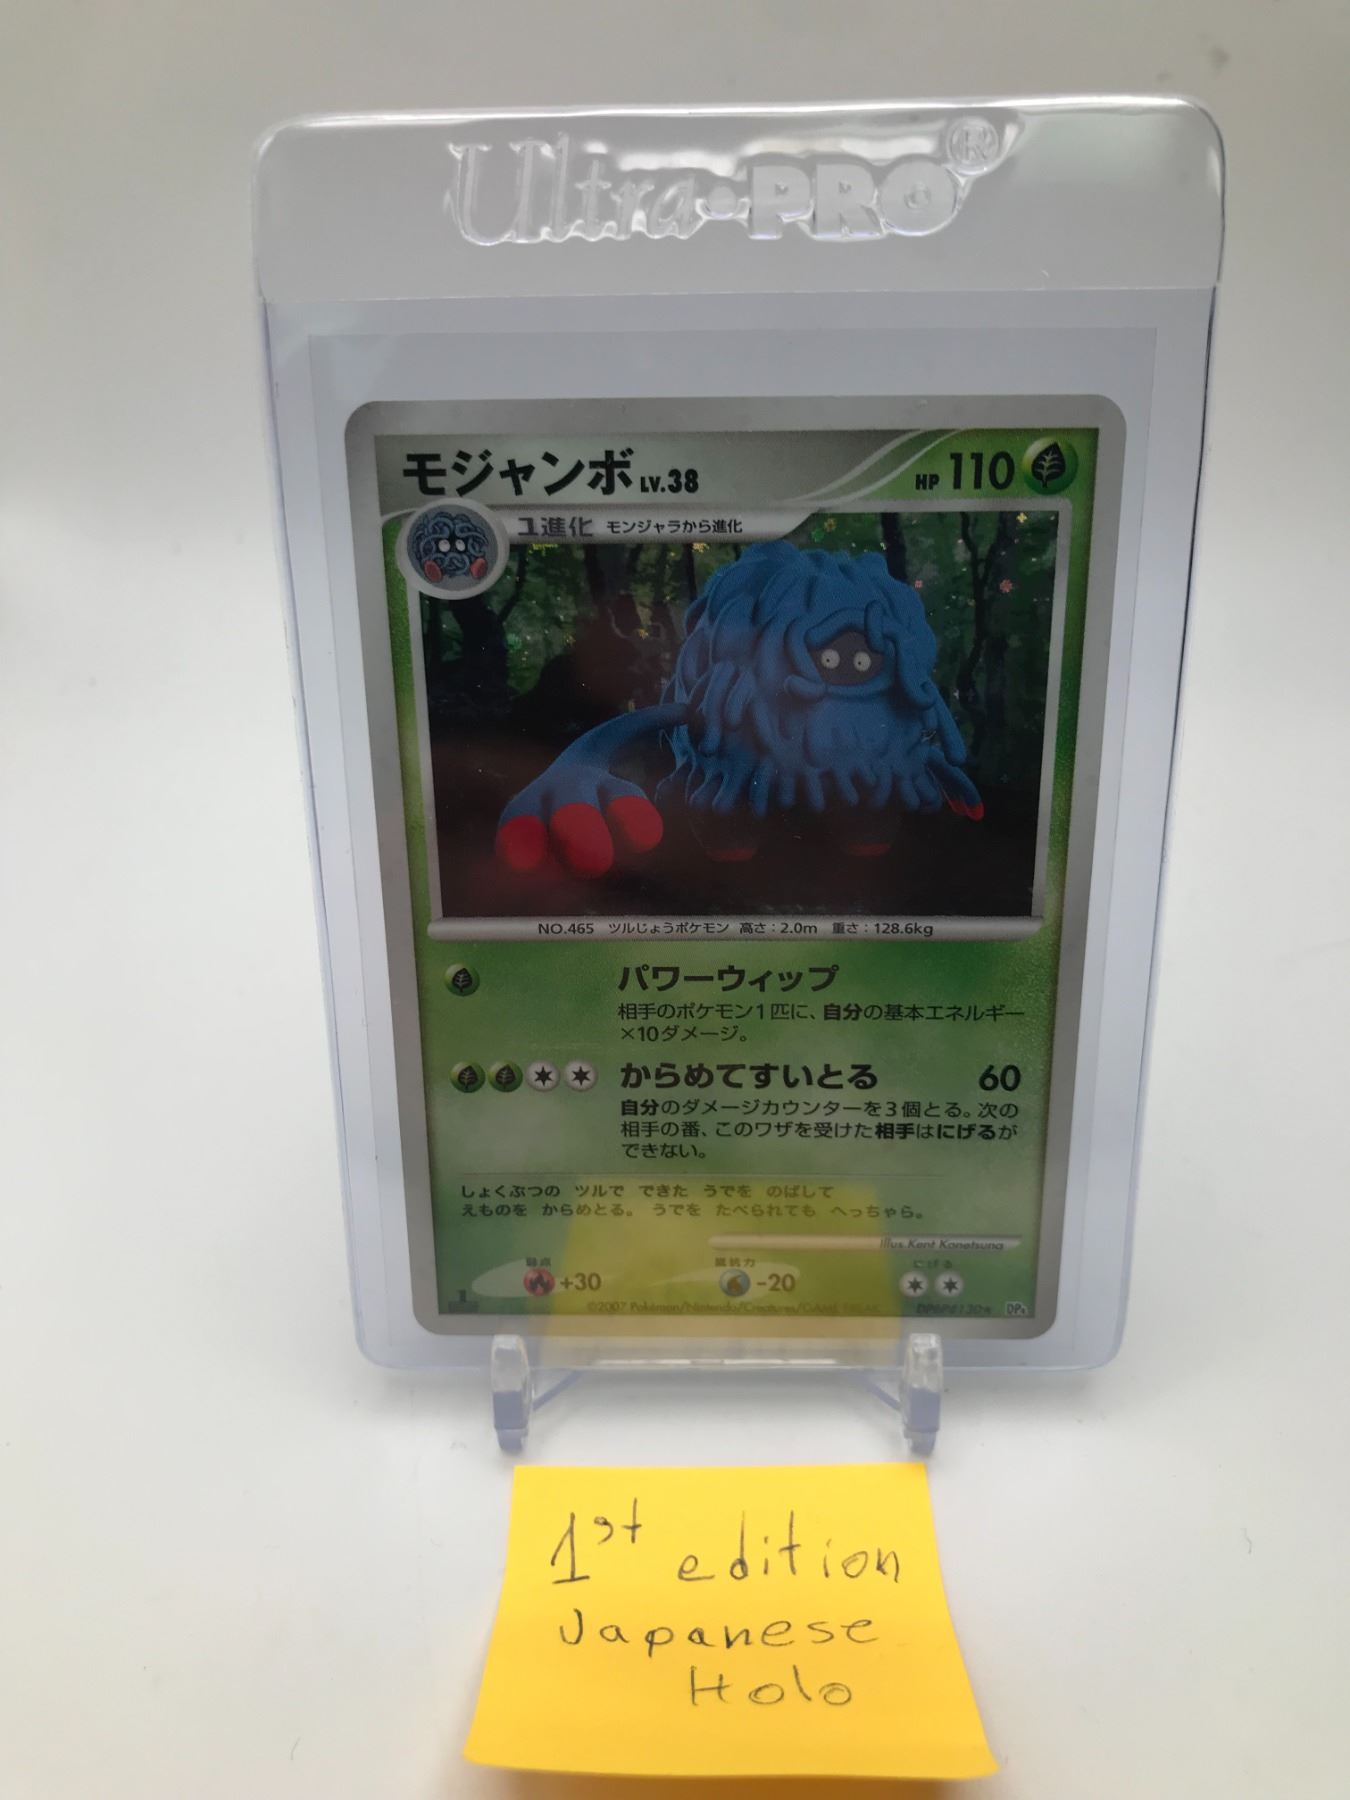 Ultra·PRO®
モジャンボ LV.38 HP 110
1進化 モンジャラから進化
NO.465 ツルじょうポケモン 高さ：2.0m 重さ：128.6kg
パワーウィップ
相手のポケモン1匹に、自分の基本エネルギー
×10ダメージ。
からめてすいとる 60
自分のダメージカウンターを3個とる。次の
相手の番、このワザを受けた相手はにげるが
できない。
しょくぶつの ツルで できた うでを のばして
えものを からめとる。 うでを たべられても へっちゃら。
Illus. Kent Kanetsuna
弱点 抵抗力 にげる
+30 -20
1
©2007 Pokémon/Nintendo/Creatures/GAME FREAK.
1st edition
Japanese
Holo